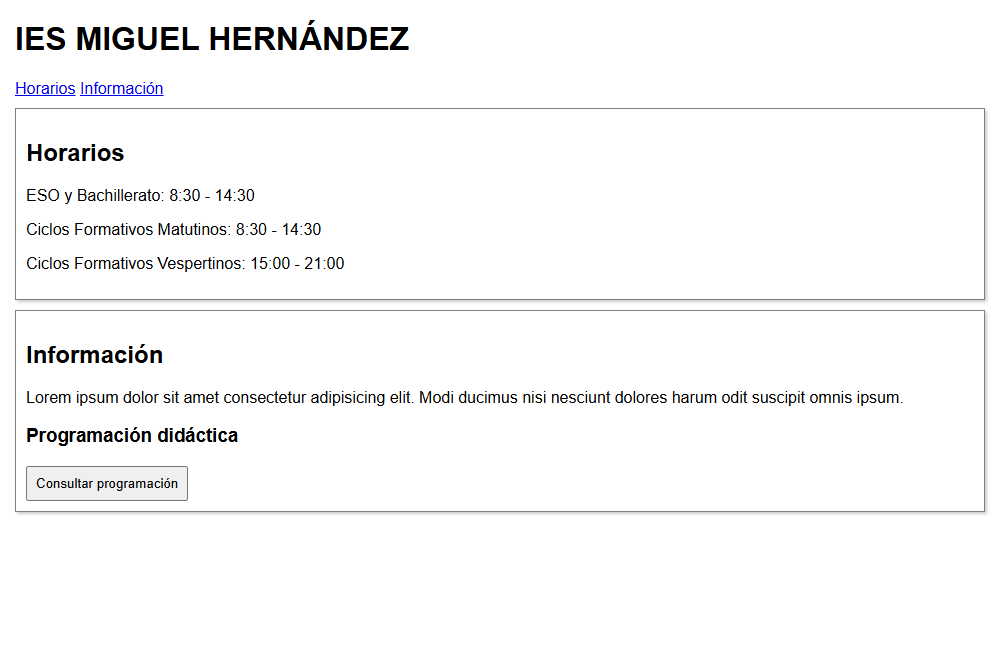 IES MIGUEL HERNÁNDEZ
Horarios Información
Horarios
ESO y Bachillerato: 8:30 - 14:30
Ciclos Formativos Matutinos: 8:30 - 14:30
Ciclos Formativos Vespertinos: 15:00 - 21:00
Información
Lorem ipsum dolor sit amet consectetur adipisicing elit. Modi ducimus nisi nesciunt dolores harum odit suscipit omnis ipsum.
Programación didáctica
Consultar programación